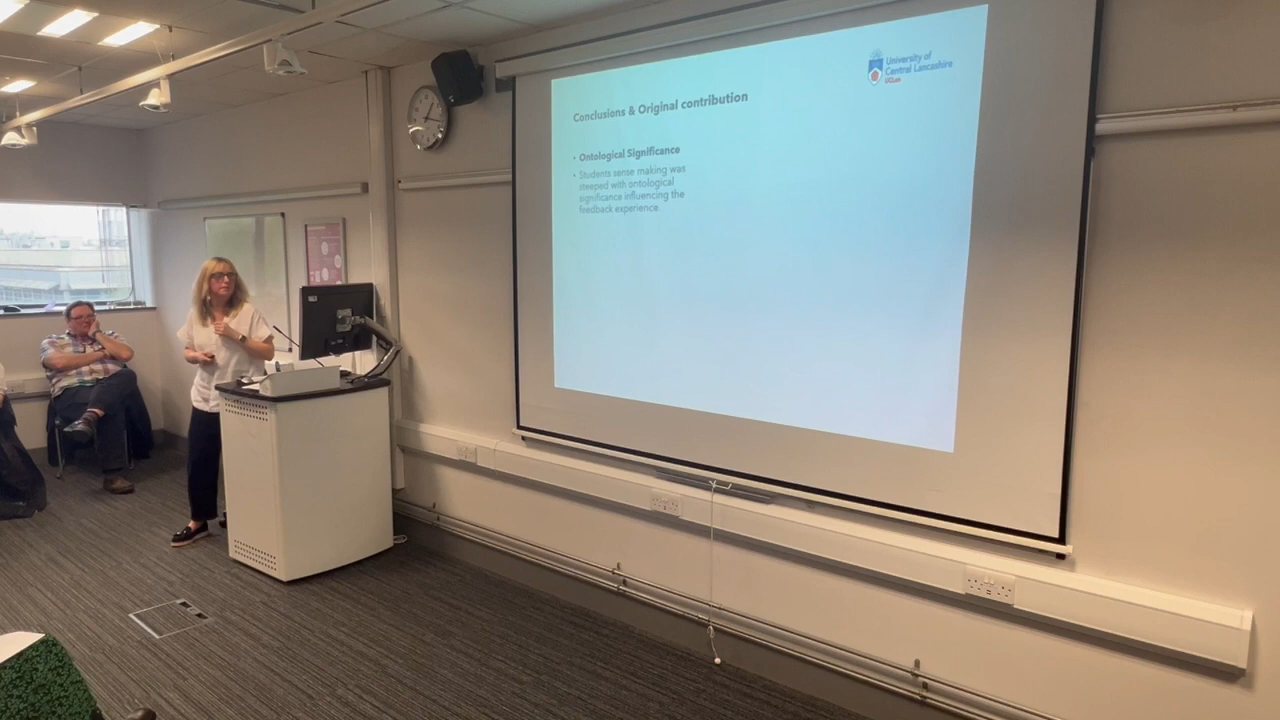 University of
Central Lancashire
UCLan
Conclusions & Original contribution
• Ontological Significance
• Students sense making was
steeped with ontological
significance influencing the
feedback experience.